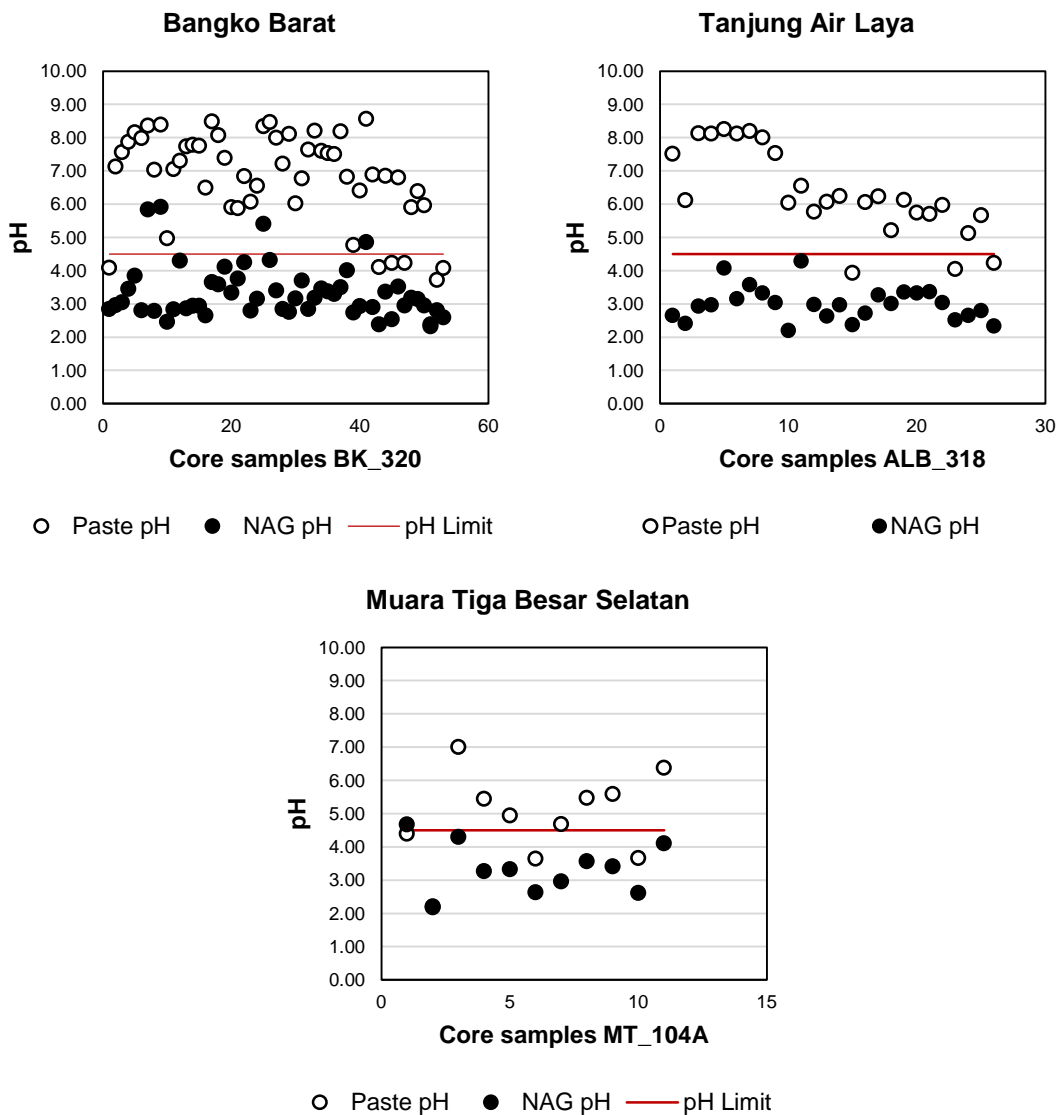 Bangko Barat
10.00
9.00
8.00
7.00
6.00
5.00
4.00
3.00
2.00
1.00
0.00
pH
0 20 40 60
Core samples BK_320
Paste pH NAG pH pH Limit
Tanjung Air Laya
10.00
9.00
8.00
7.00
6.00
5.00
4.00
3.00
2.00
1.00
0.00
pH
0 10 20 30
Core samples ALB_318
Paste pH NAG pH
Muara Tiga Besar Selatan
10.00
9.00
8.00
7.00
6.00
5.00
4.00
3.00
2.00
1.00
0.00
pH
0 5 10 15
Core samples MT_104A
Paste pH NAG pH pH Limit